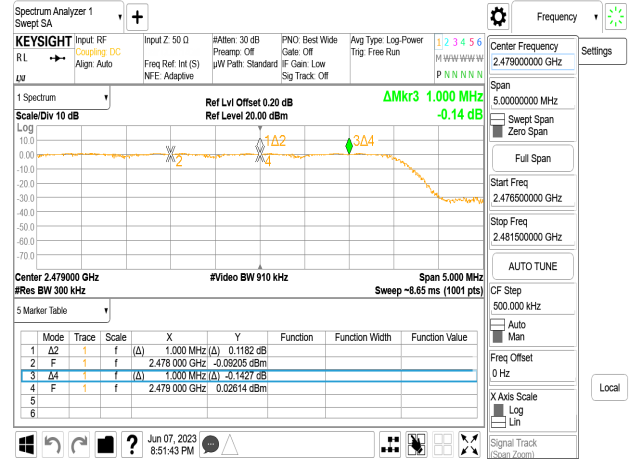 Spectrum Analyzer 1
Swept SA
Frequency
KEYSIGHT
Input: RF
Coupling: DC
Align: Auto
Input Z: 50 Ω
Freq Ref: Int (S)
NFE: Adaptive
#Atten: 30 dB
Preamp: Off
µW Path: Standard
PNO: Best Wide
Gate: Off
IF Gain: Low
Sig Track: Off
Avg Type: Log-Power
Trig: Free Run
1 2 3 4 5 6
M W W W W W
P N N N N N
R L
LXI
1 Spectrum
Ref Lvl Offset 0.20 dB
ΔMkr3 1.000 MHz
Scale/Div 10 dB
Ref Level 20.00 dBm
-0.14 dB
Log
10.0
0.00
-10.0
-20.0
-30.0
-40.0
-50.0
-60.0
-70.0
2
1Δ2
4
3Δ4
Center 2.479000 GHz
#Video BW 910 kHz
Span 5.000 MHz
#Res BW 300 kHz
Sweep ~8.65 ms (1001 pts)
5 Marker Table
Mode Trace Scale X Y Function Function Width Function Value
1 Δ2 1 f (Δ) 1.000 MHz (Δ) 0.1182 dB
2 F 1 f 2.478 000 GHz -0.09205 dBm
3 Δ4 1 f (Δ) 1.000 MHz (Δ) -0.1427 dB
4 F 1 f 2.479 000 GHz 0.02614 dBm
5
6
Jun 07, 2023
8:51:43 PM
Center Frequency
2.479000000 GHz
Settings
Span
5.00000000 MHz
Swept Span
Zero Span
Full Span
Start Freq
2.476500000 GHz
Stop Freq
2.481500000 GHz
AUTO TUNE
CF Step
500.000 kHz
Auto
Man
Freq Offset
0 Hz
X Axis Scale
Log
Lin
Local
Signal Track
(Span Zoom)